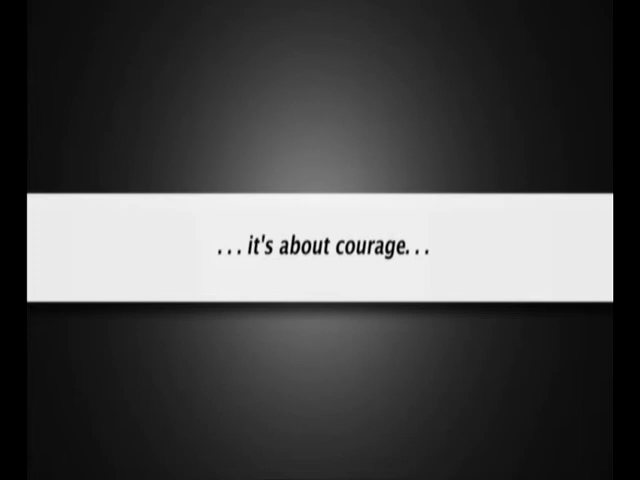 . . . it's about courage. . .